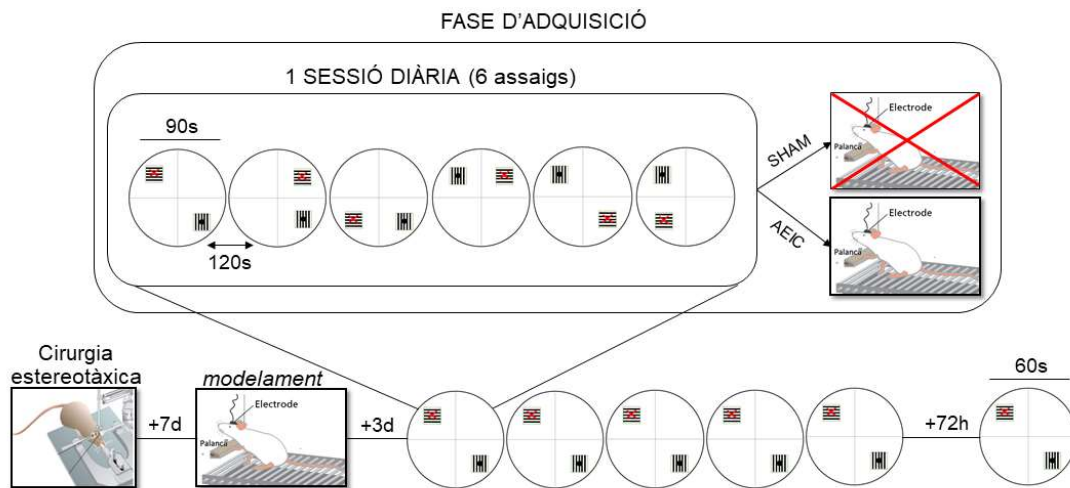 FASE D’ADQUISICIÓ
1 SESSIÓ DIÀRIA (6 assaigs)
90s
120s
SHAM
AEIC
Electrode
Palanca
Electrode
Palanca
Cirurgia
estereotàxica
modelament
Electrode
Palanca
+7d
+3d
+72h
60s